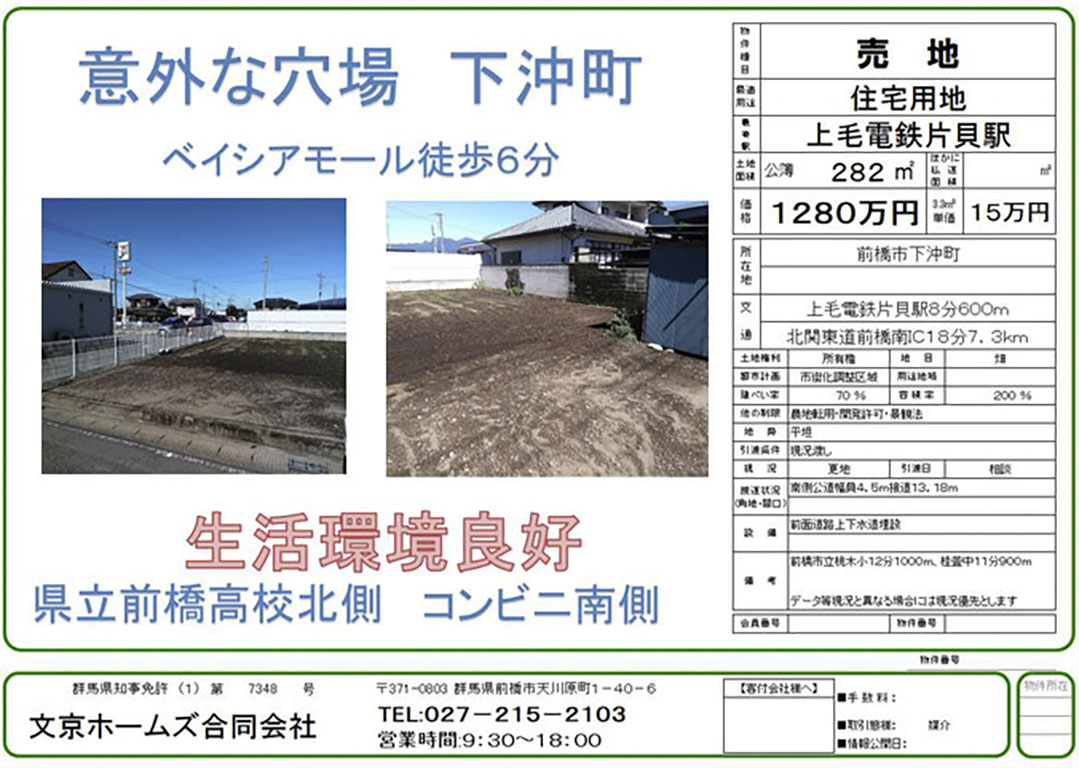 意外な穴場　下沖町
ベイシアモール徒歩6分
生活環境良好
県立前橋高校北側　コンビニ南側
物件種目 売　地
最適用途 住宅用地
最寄駅 上毛電鉄片貝駅
土地面積 公簿 282 ㎡ ほかに私道面積 ㎡
価格 1280万円 3.3㎡単価 15万円
所在地 前橋市下沖町
交通 上毛電鉄片貝駅8分600m
北関東道前橋南IC18分7.3km
土地権利 所有権 地目 畑
都市計画 市街化調整区域 用途地域
建ぺい率 70 % 容積率 200 %
他の制限 農地転用・開発許可・景観法
地勢 平坦
引渡条件 現況渡し
現況 更地 引渡日 相談
接道状況(角地・間口) 南側公道幅員4.5m接道13.18m
設備 前面道路上下水道埋設
備考 前橋市立桃木小12分1000m、桂萱中11分900m
データ等現況と異なる場合には現況優先とします
会員番号 物件番号
物件番号
群馬県知事免許（1）第　7348　号
文京ホームズ合同会社
〒371-0803 群馬県前橋市天川原町1－40－6
TEL:027－215－2103
営業時間:9：30～18：00
【客付会社様へ】
■手数料：
■取引態様：　媒介
■情報公開日：
物件所在